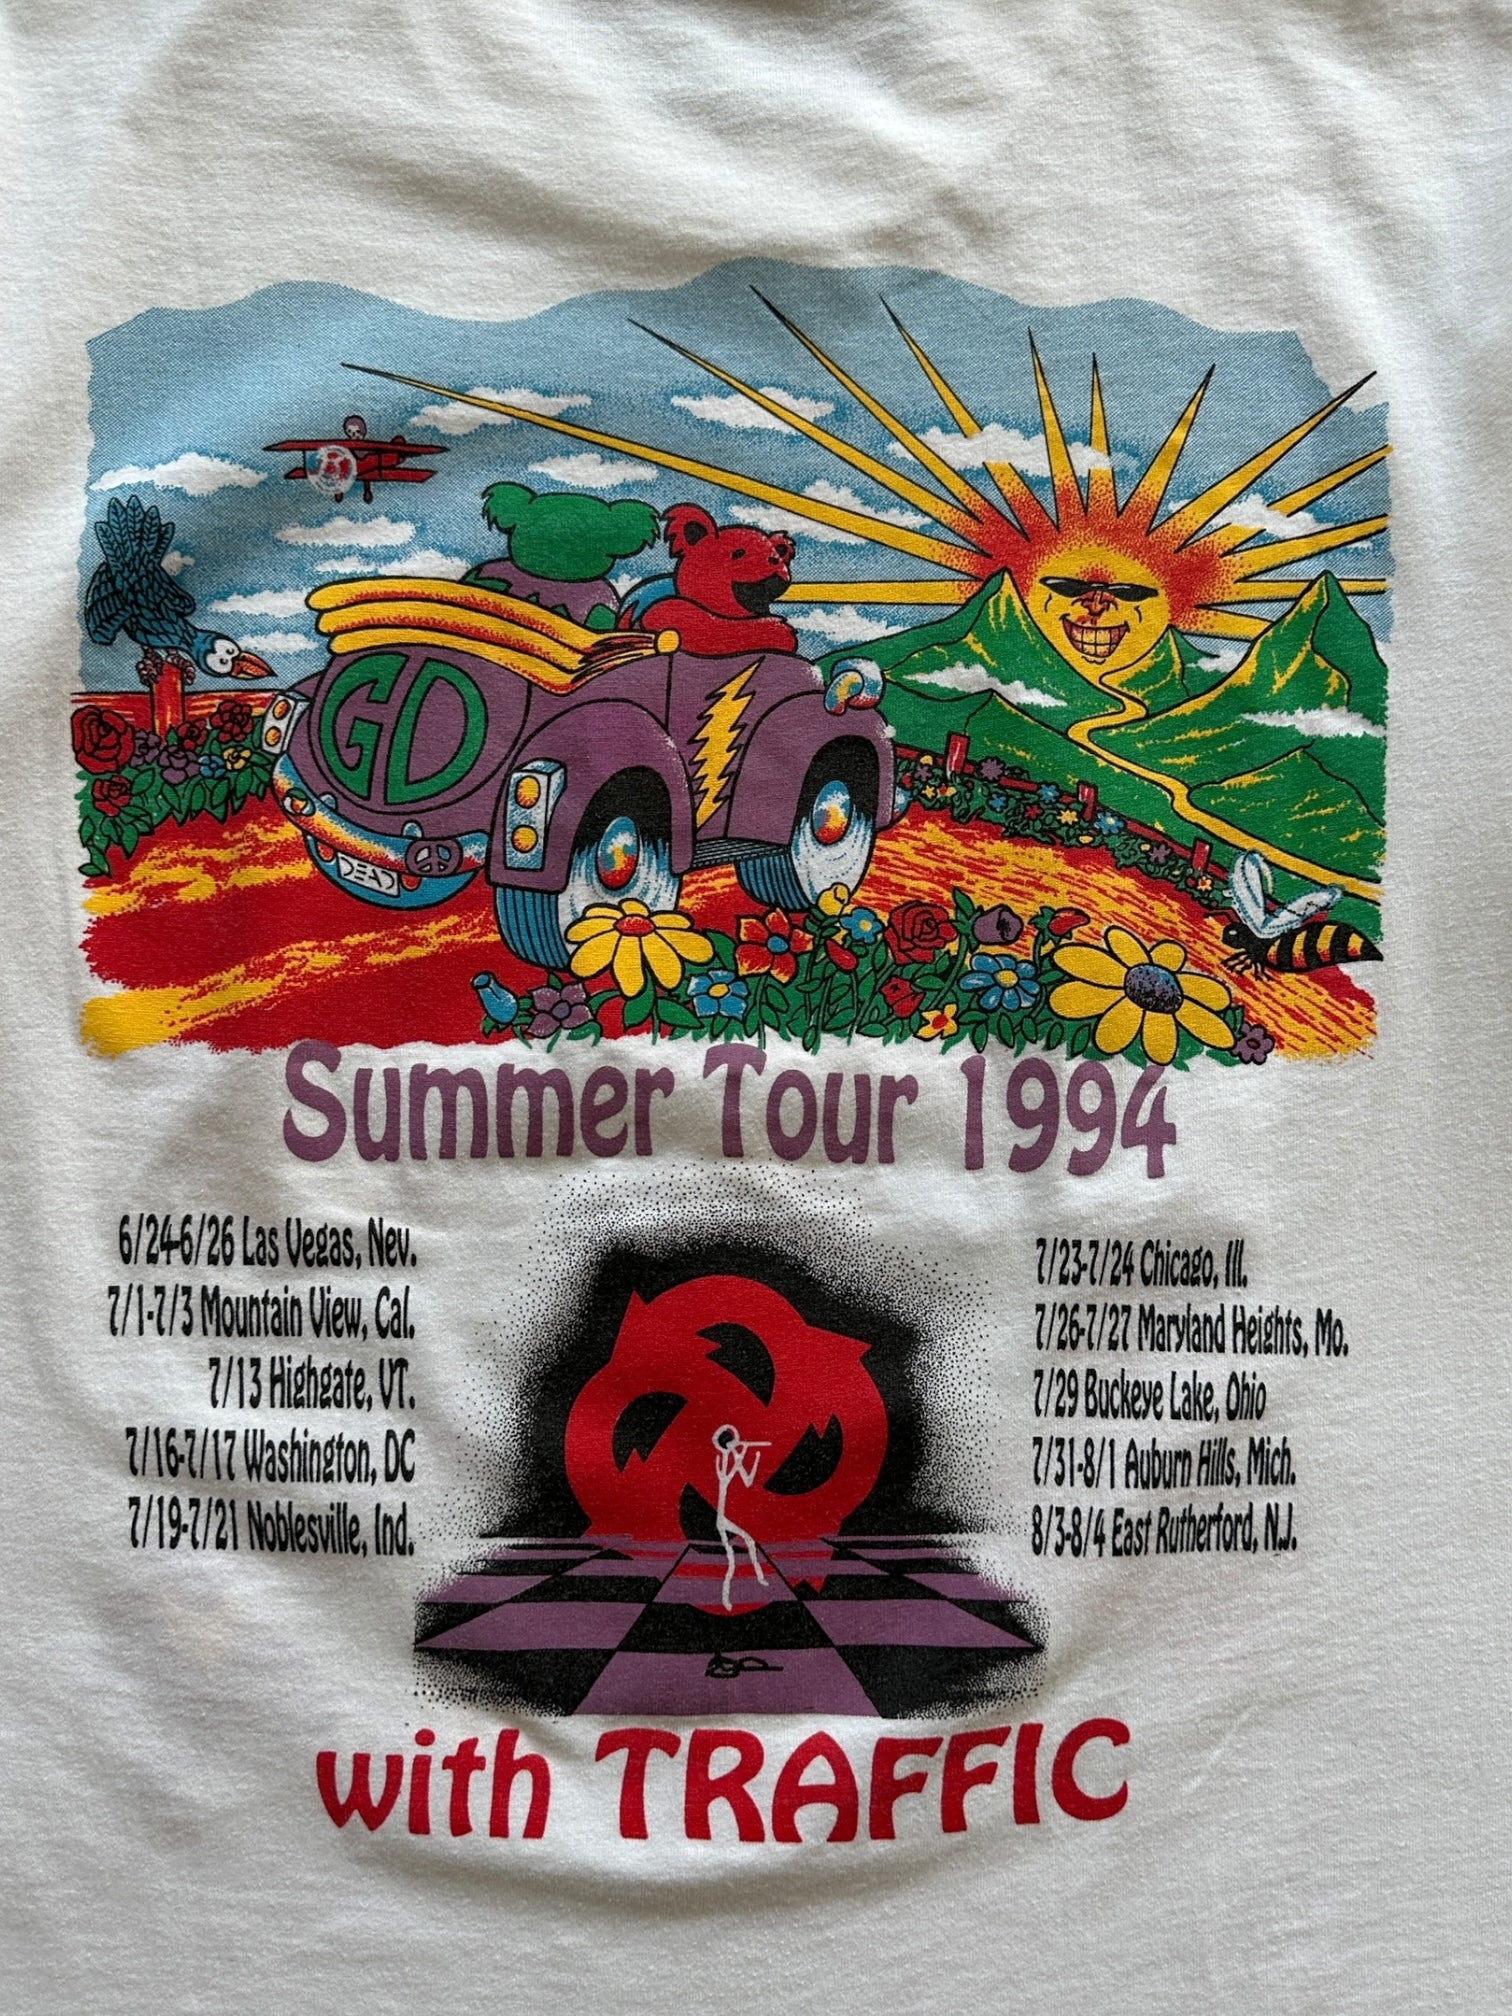 GD
DEAD
Summer Tour 1994
6/24-6/26 Las Vegas, Nev.
7/1-7/3 Mountain View, Cal.
7/13 Highgate, VT.
7/16-7/17 Washington, DC
7/19-7/21 Noblesville, Ind.
7/23-7/24 Chicago, Ill.
7/26-7/27 Maryland Heights, Mo.
7/29 Buckeye Lake, Ohio
7/31-8/1 Auburn Hills, Mich.
8/3-8/4 East Rutherford, N.J.
with TRAFFIC